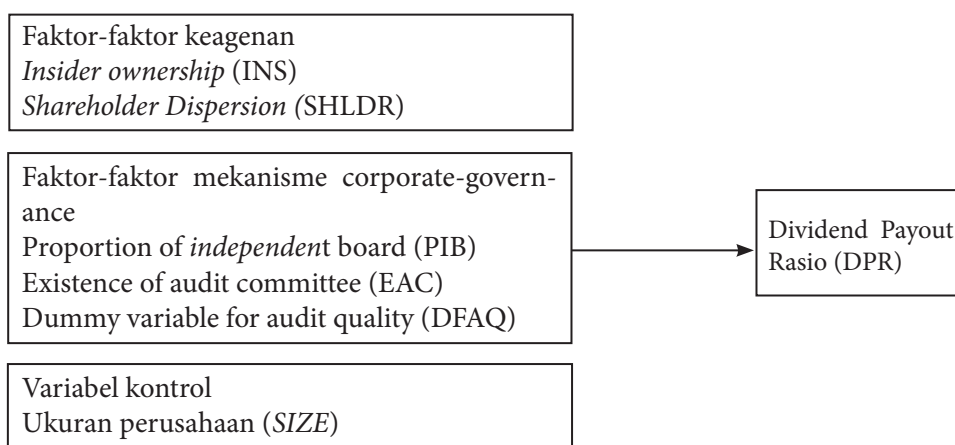 Faktor-faktor keagenan
Insider ownership (INS)
Shareholder Dispersion (SHLDR)
Faktor-faktor mekanisme corporate-govern-
ance
Proportion of independent board (PIB)
Existence of audit committee (EAC)
Dummy variable for audit quality (DFAQ)
Dividend Payout
Rasio (DPR)
Variabel kontrol
Ukuran perusahaan (SIZE)